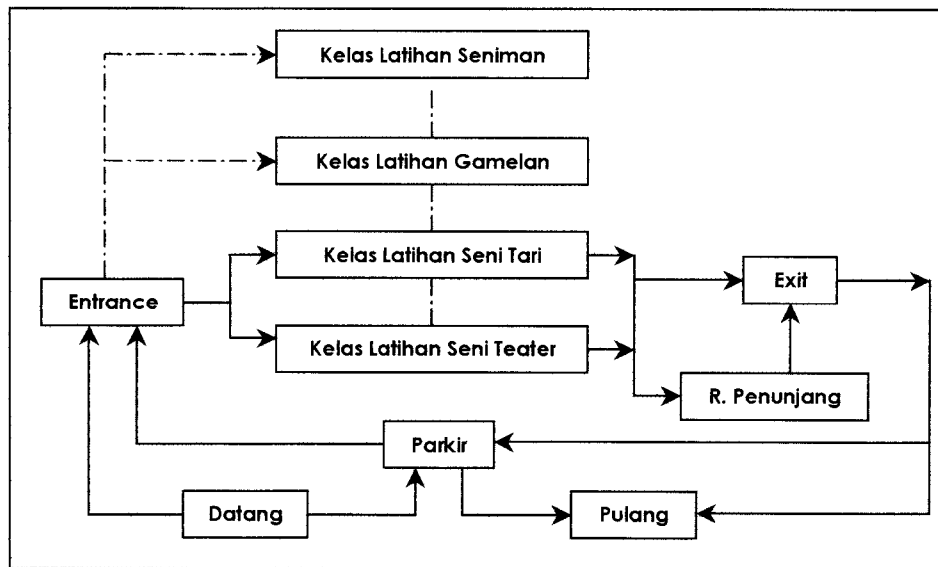 Kelas Latihan Seniman
Kelas Latihan Gamelan
Kelas Latihan Seni Tari
Entrance
Exit
Kelas Latihan Seni Teater
R. Penunjang
Parkir
Datang
Pulang